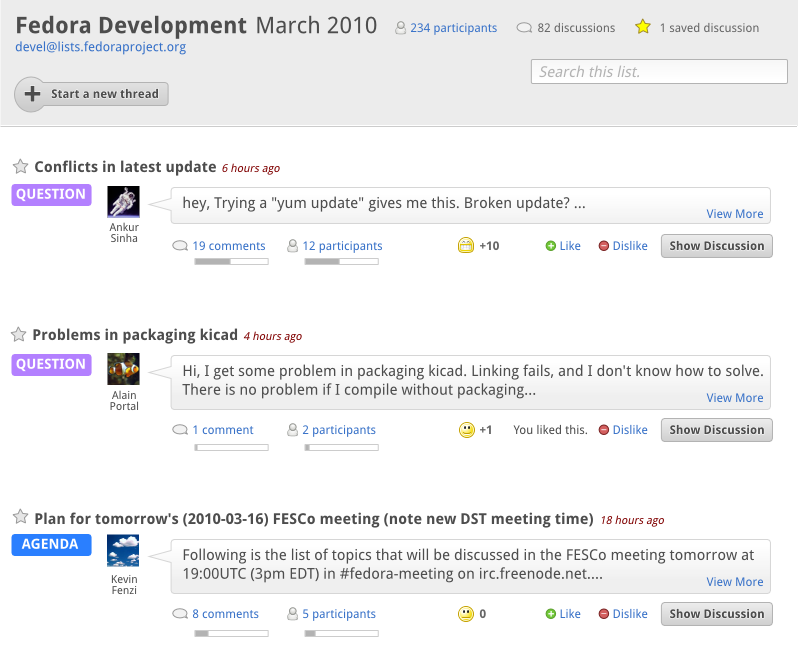 Fedora Development March 2010
234 participants
82 discussions
1 saved discussion
devel@lists.fedoraproject.org
Search this list.
Start a new thread
Conflicts in latest update 6 hours ago
QUESTION
Ankur
Sinha
hey, Trying a "yum update" gives me this. Broken update? ...
View More
19 comments
12 participants
+10
Like
Dislike
Show Discussion
Problems in packaging kicad 4 hours ago
QUESTION
Alain
Portal
Hi, I get some problem in packaging kicad. Linking fails, and I don't know how to solve.
There is no problem if I compile without packaging...
View More
1 comment
2 participants
+1
You liked this.
Dislike
Show Discussion
Plan for tomorrow's (2010-03-16) FESCo meeting (note new DST meeting time) 18 hours ago
AGENDA
Kevin
Fenzi
Following is the list of topics that will be discussed in the FESCo meeting tomorrow at
19:00UTC (3pm EDT) in #fedora-meeting on irc.freenode.net....
View More
8 comments
5 participants
0
Like
Dislike
Show Discussion